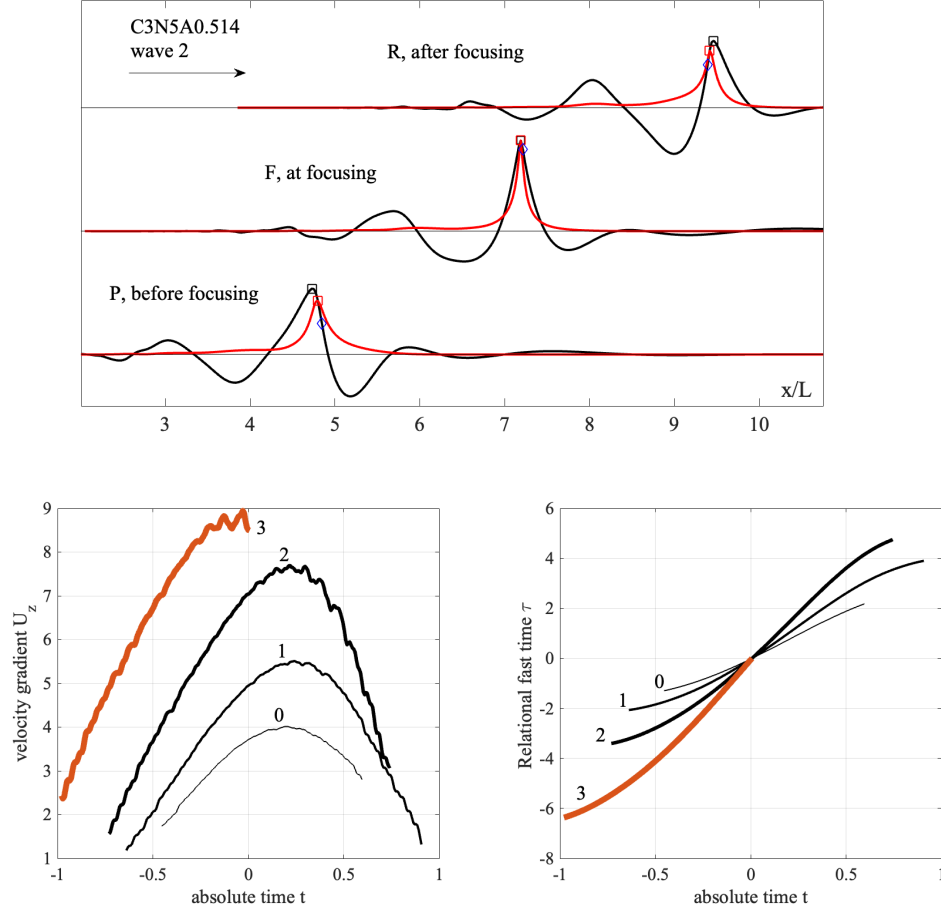 C3N5A0.514
wave 2
R, after focusing
F, at focusing
P, before focusing
x/L
3 4 5 6 7 8 9 10
velocity gradient U_z
9
8
7
6
5
4
3
2
1
3
2
1
0
-1 -0.5 0 0.5 1
absolute time t
Relational fast time τ
6
4
2
0
-2
-4
-6
-8
0
1
2
3
-1 -0.5 0 0.5 1
absolute time t